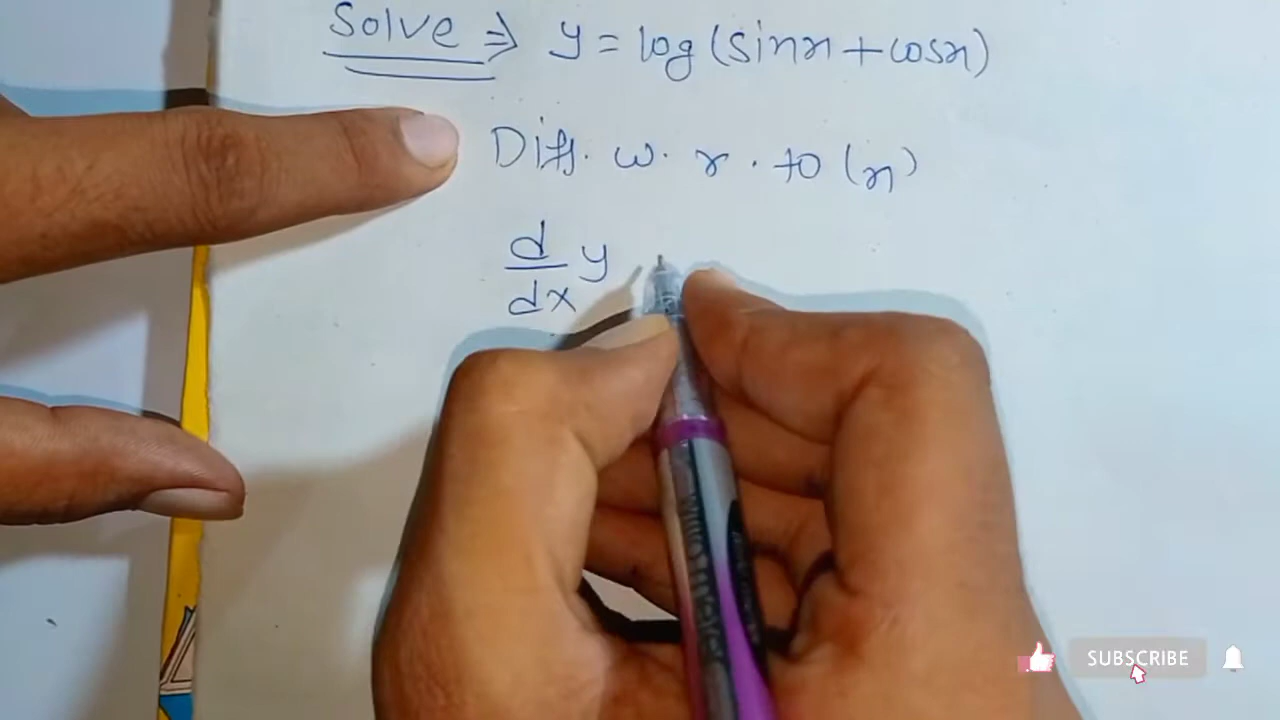 Solve ⇒ y = log (sinx + cosx)
Diff. w. r. to (x)
d/dx y
SUBSCRIBE